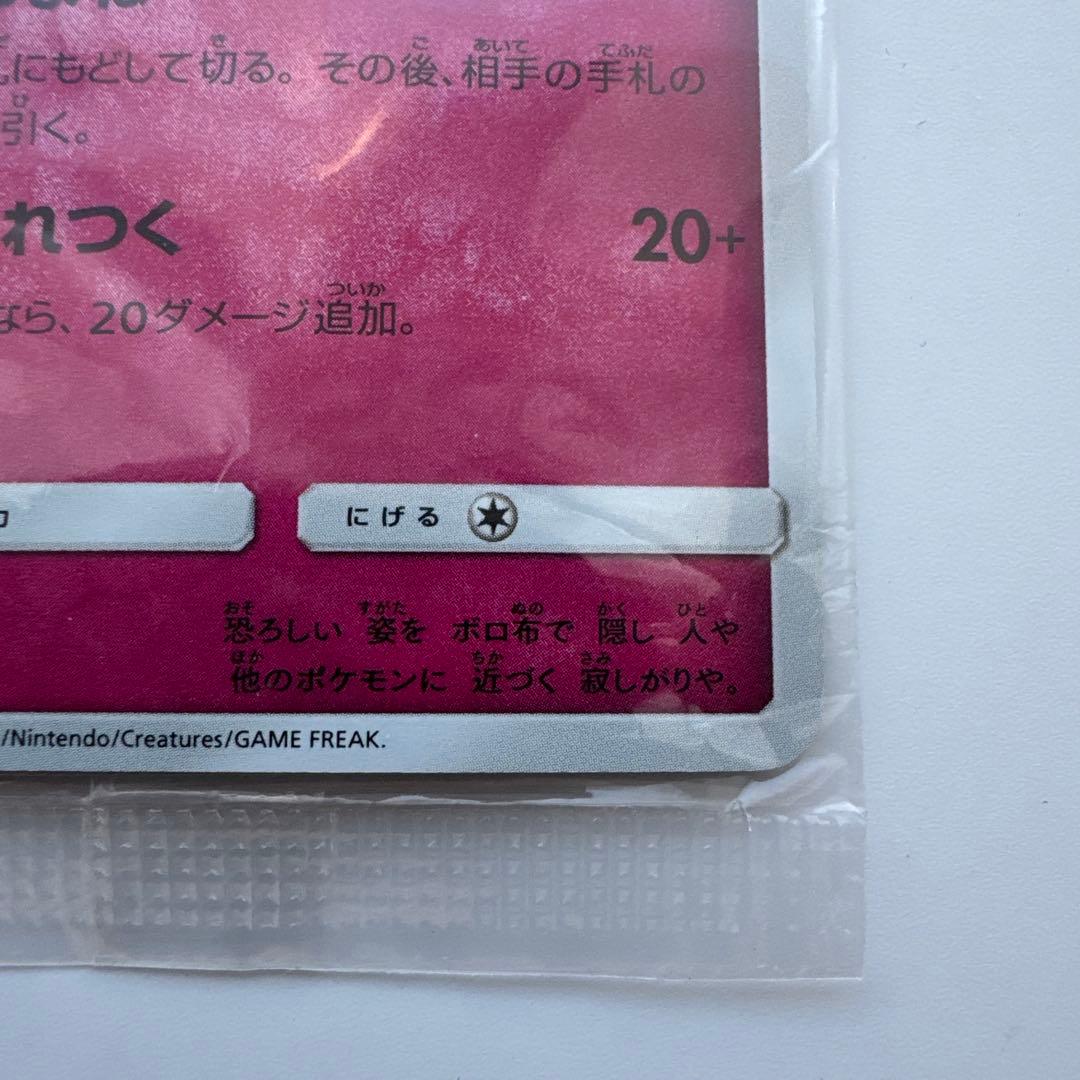 にもどして切る。その後、相手の手札の
引く。
れつく 20+
なら、20ダメージ追加。
にげる
恐ろしい 姿を ボロ布で 隠し 人や
他のポケモンに 近づく 寂しがりや。
/Nintendo/Creatures/GAME FREAK.